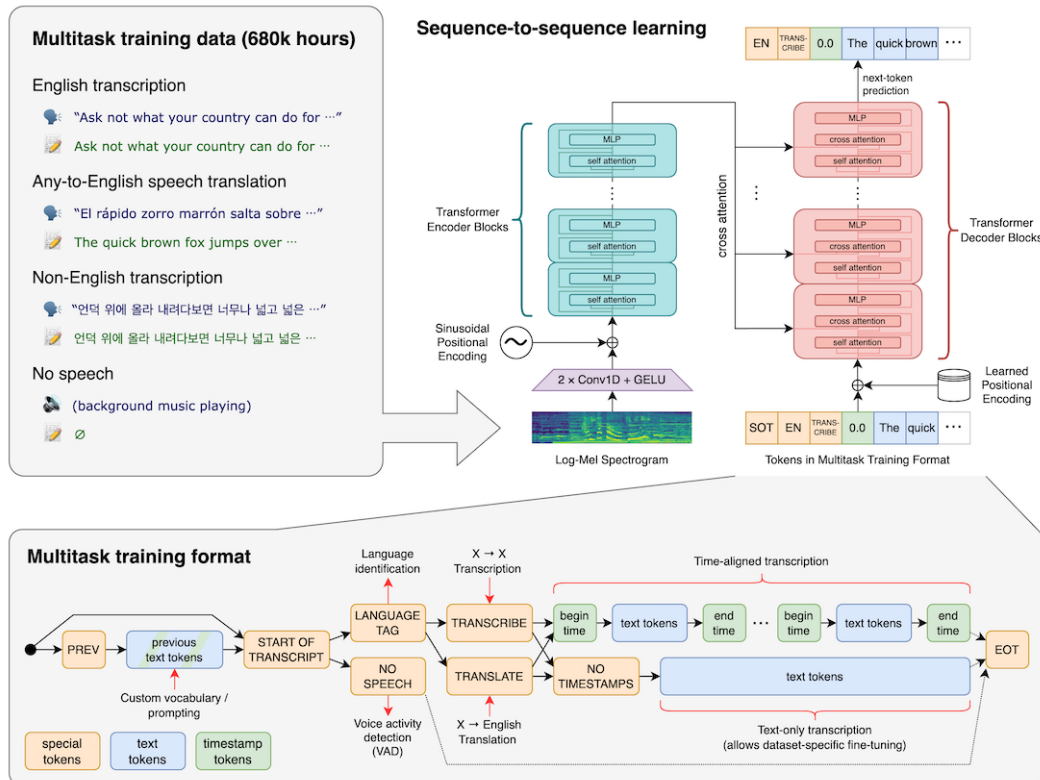 Multitask training data (680k hours)
English transcription
“Ask not what your country can do for ⋯”
Ask not what your country can do for ⋯
Any-to-English speech translation
“El rápido zorro marrón salta sobre ⋯”
The quick brown fox jumps over ⋯
Non-English transcription
“언덕 위에 올라 내려다보면 너무나 넓고 넓은 ⋯”
언덕 위에 올라 내려다보면 너무나 넓고 넓은 ⋯
No speech
(background music playing)
∅
Sequence-to-sequence learning
EN TRANS-CRIBE 0.0 The quick brown ⋯
next-token
prediction
MLP
self attention
⋯
MLP
self attention
MLP
self attention
Transformer
Encoder Blocks
Sinusoidal
Positional
Encoding
~
2 × Conv1D + GELU
Log-Mel Spectrogram
cross attention
⋯
MLP
cross attention
self attention
⋯
MLP
cross attention
self attention
MLP
cross attention
self attention
Transformer
Decoder Blocks
Learned
Positional
Encoding
SOT EN TRANS-CRIBE 0.0 The quick ⋯
Tokens in Multitask Training Format
Multitask training format
Language
identification
X → X
Transcription
Time-aligned transcription
PREV
previous
text tokens
START OF
TRANSCRIPT
LANGUAGE
TAG
TRANSCRIBE
begin
time
text tokens
end
time
⋯
begin
time
text tokens
end
time
NO
SPEECH
TRANSLATE
NO
TIMESTAMPS
text tokens
EOT
Custom vocabulary /
prompting
Voice activity
detection
(VAD)
X → English
Translation
Text-only transcription
(allows dataset-specific fine-tuning)
special
tokens
text
tokens
timestamp
tokens